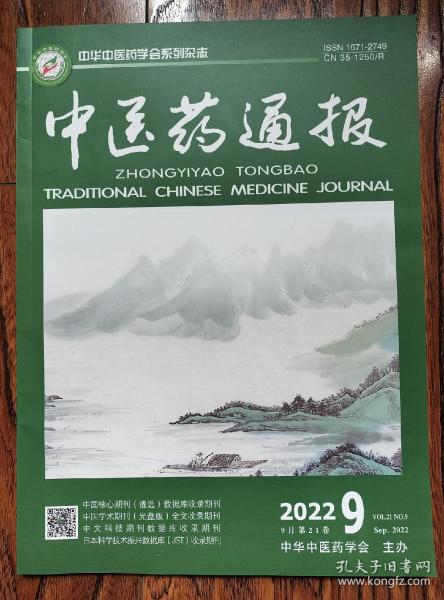 中华中医药学会系列杂志
ISSN 1671-2749
CN 35-1250/R
中医药通报
ZHONGYIYAO TONGBAO
TRADITIONAL CHINESE MEDICINE JOURNAL
中国核心期刊（遴选）数据库收录期刊
中国学术期刊（光盘版）全文收录期刊
中文科技期刊数据库收录期刊
日本科学技术振兴数据库（JST）收录期刊
2022 9 VOL.21 NO.9
9月第21卷 Sep. 2022
中华中医药学会 主办
孔夫子旧书网
www.kongfz.com